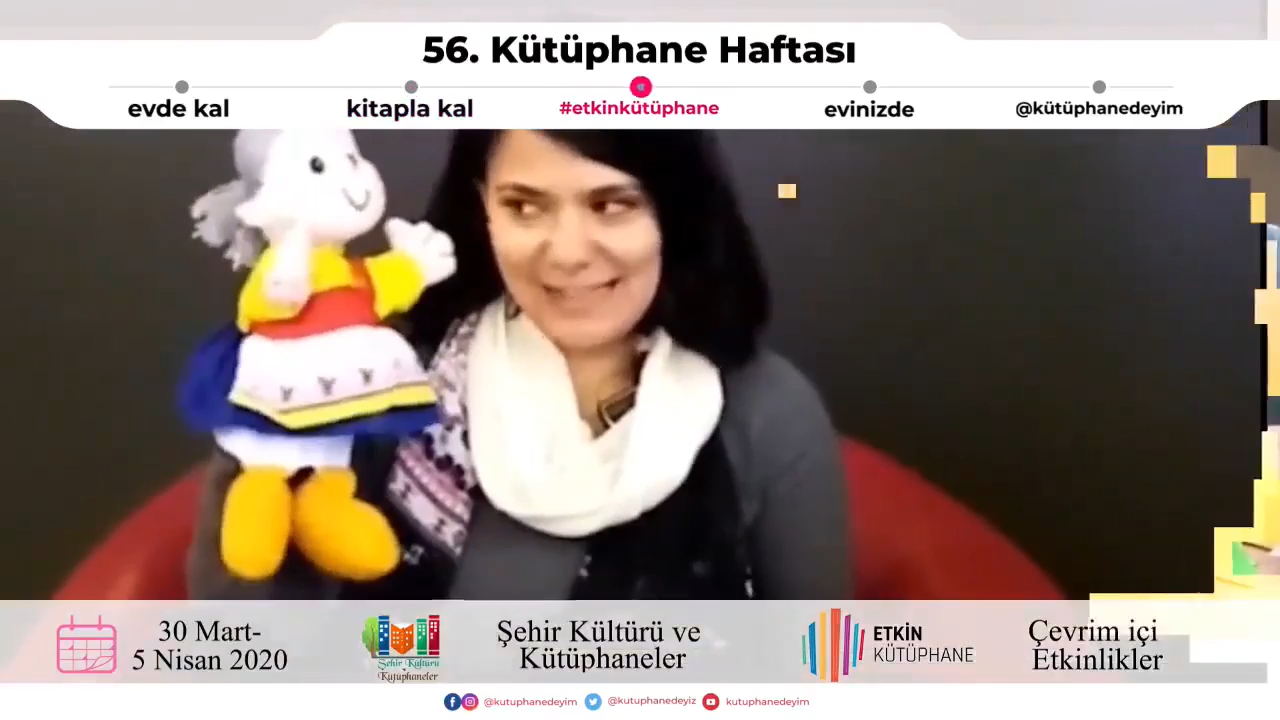 56. Kütüphane Haftası
evde kal
kitapla kal
#etkinkütüphane
evinizde
@kütüphanedeyim
30 Mart-
5 Nisan 2020
Şehir Kültürü
Kütüphaneler
Şehir Kültürü ve
Kütüphaneler
ETKİN
KÜTÜPHANE
Çevrim içi
Etkinlikler
@kutuphanedeyim
@kutuphanedeyiz
kutuphanedeyim